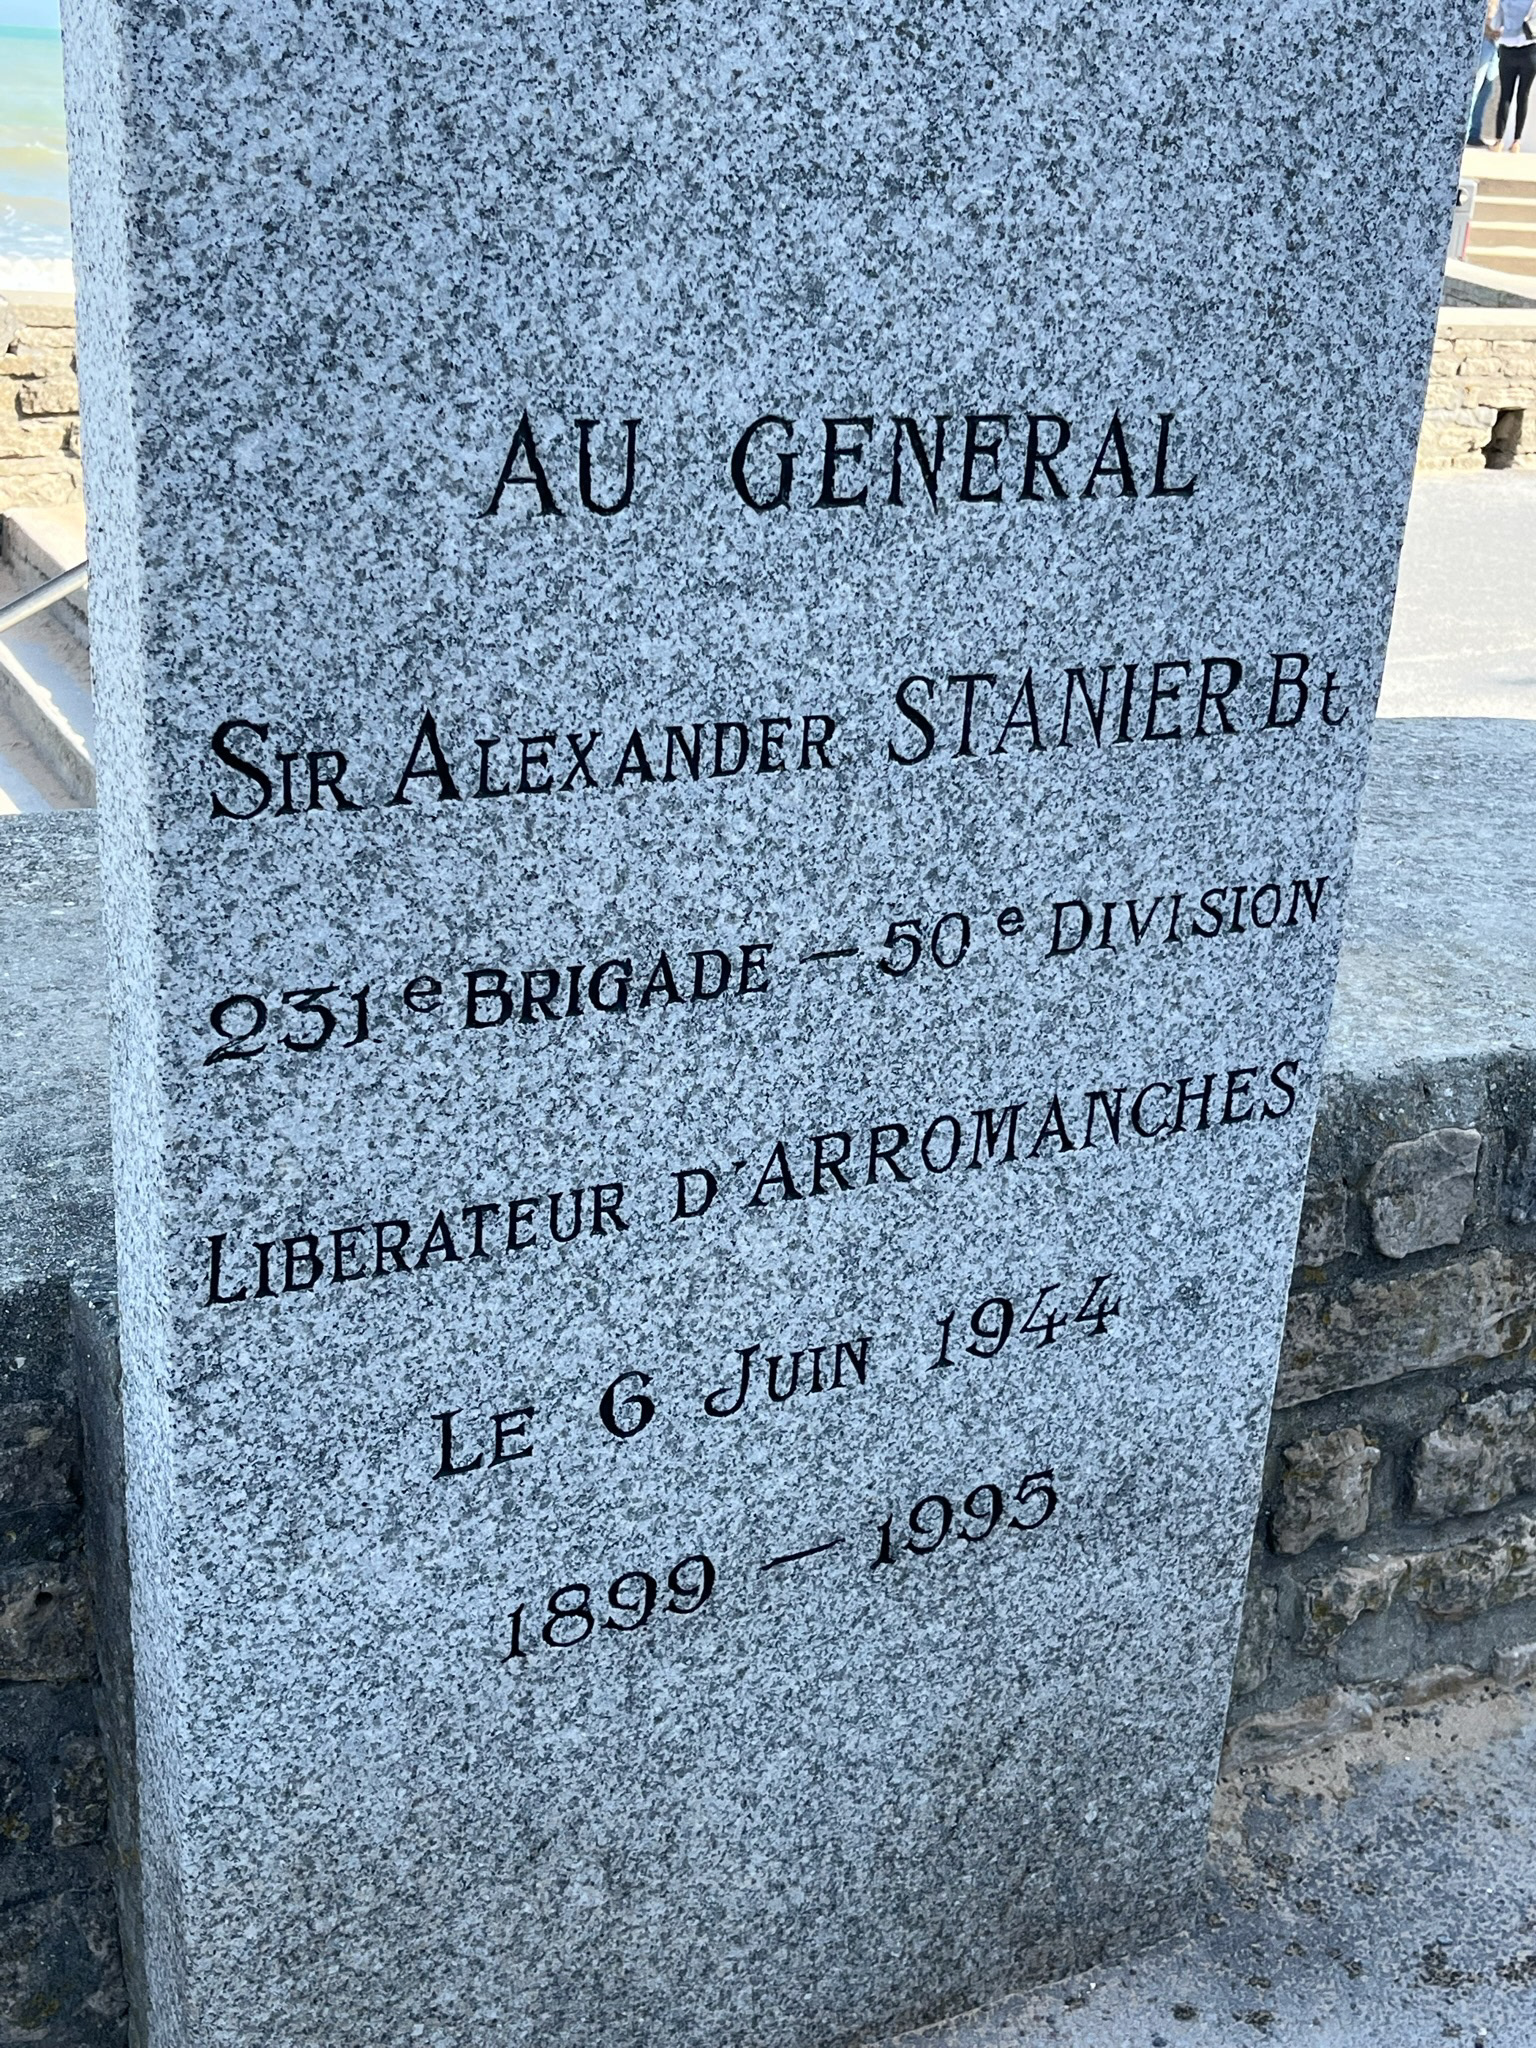 AU GENERAL
SIR ALEXANDER STANIER Bt
231e BRIGADE — 50e DIVISION
LIBERATEUR D'ARROMANCHES
LE 6 JUIN 1944
1899 — 1995